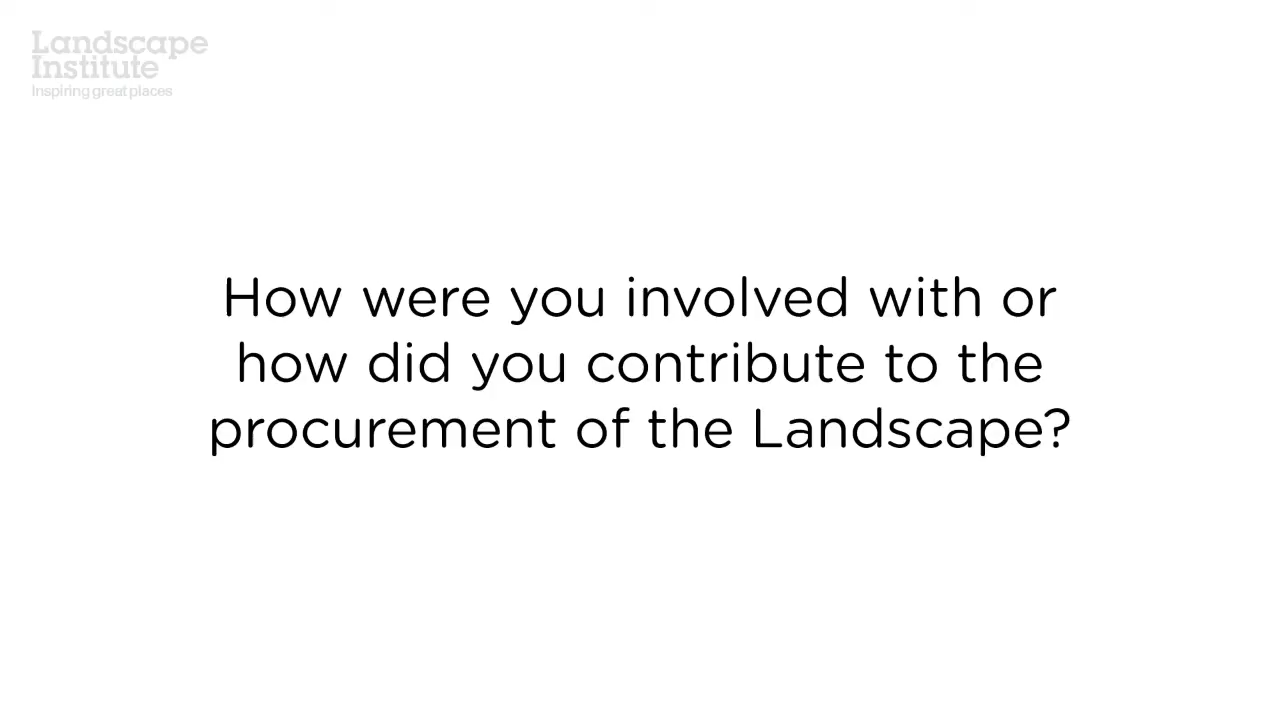 Landscape
Institute
Inspiring great places
How were you involved with or
how did you contribute to the
procurement of the Landscape?